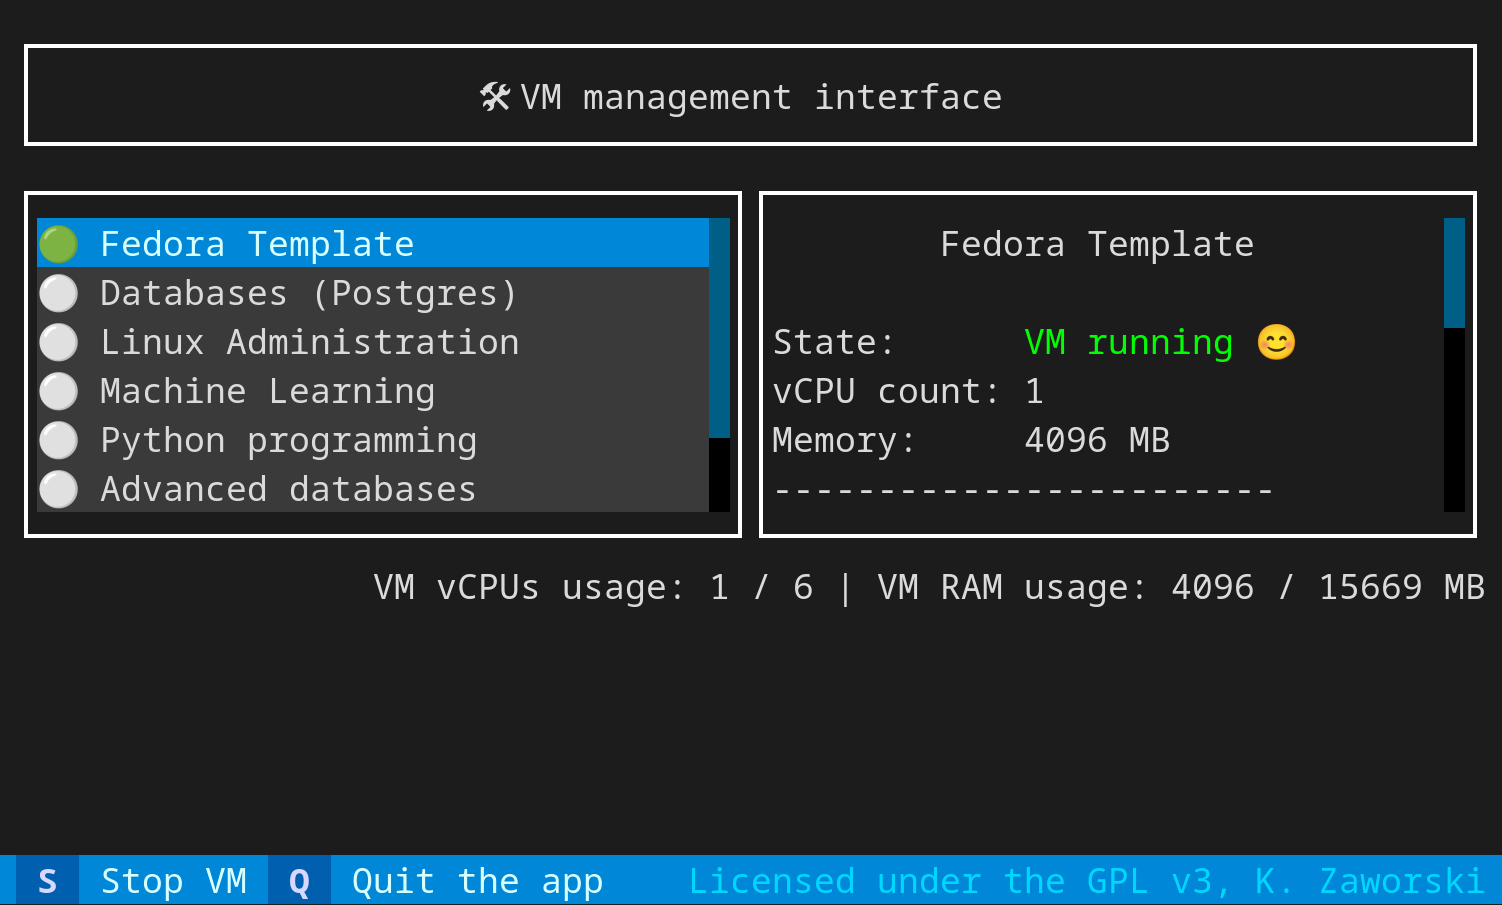 🛠 VM management interface
🟢 Fedora Template
⚪ Databases (Postgres)
⚪ Linux Administration
⚪ Machine Learning
⚪ Python programming
⚪ Advanced databases
Fedora Template
State: VM running 😊
vCPU count: 1
Memory: 4096 MB
------------------------
VM vCPUs usage: 1 / 6 | VM RAM usage: 4096 / 15669 MB
S Stop VM Q Quit the app Licensed under the GPL v3, K. Zaworski